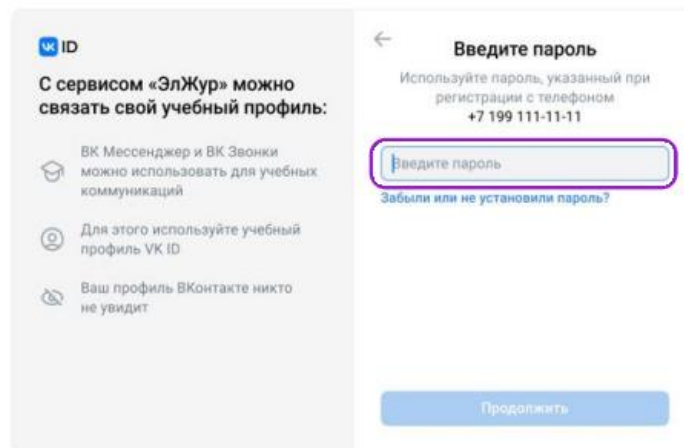 VK ID
С сервисом «ЭлЖур» можно
связать свой учебный профиль:
ВК Мессенджер и ВК Звонки
можно использовать для учебных
коммуникаций
Для этого используйте учебный
профиль VK ID
Ваш профиль ВКонтакте никто
не увидит
Введите пароль
Используйте пароль, указанный при
регистрации с телефоном
+7 199 111-11-11
Введите пароль
Забыли или не установили пароль?
Продолжить